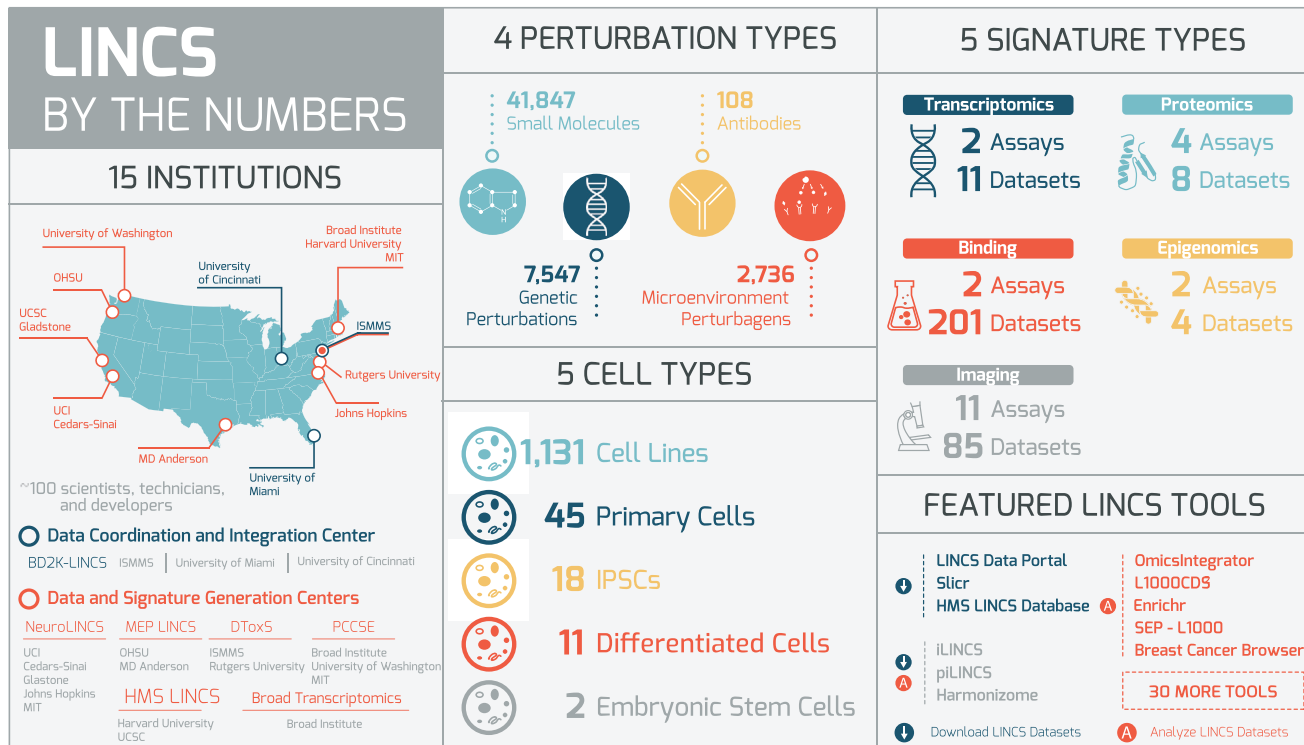 LINCS
BY THE NUMBERS
15 INSTITUTIONS
University of Washington
Broad Institute
Harvard University
MIT
University
of Cincinnati
OHSU
UCSC
Gladstone
ISMMS
Rutgers University
Johns Hopkins
UCI
Cedars-Sinai
MD Anderson
University of
Miami
~100 scientists, technicians,
and developers
Data Coordination and Integration Center
BD2K-LINCS ISMMS University of Miami University of Cincinnati
Data and Signature Generation Centers
NeuroLINCS
UCI
Cedars-Sinai
Glastone
Johns Hopkins
MIT
MEP LINCS
OHSU
MD Anderson
DToxS
ISMMS
Rutgers University
PCCSE
Broad Institute
University of Washington
MIT
HMS LINCS
Harvard University
UCSC
Broad Transcriptomics
Broad Institute
4 PERTURBATION TYPES
41,847
Small Molecules
108
Antibodies
N
H
7,547
Genetic
Perturbations
2,736
Microenvironment
Perturbagens
5 CELL TYPES
1,131 Cell Lines
45 Primary Cells
18 IPSCs
11 Differentiated Cells
2 Embryonic Stem Cells
5 SIGNATURE TYPES
Transcriptomics
2 Assays
11 Datasets
Proteomics
4 Assays
8 Datasets
Binding
2 Assays
201 Datasets
Epigenomics
2 Assays
4 Datasets
Imaging
11 Assays
85 Datasets
FEATURED LINCS TOOLS
LINCS Data Portal
Slicr
HMS LINCS Database
A
iLINCS
piLINCS
Harmonizome
A
OmicsIntegrator
L1000CDS
Enrichr
SEP - L1000
Breast Cancer Browser
30 MORE TOOLS
Download LINCS Datasets
A Analyze LINCS Datasets